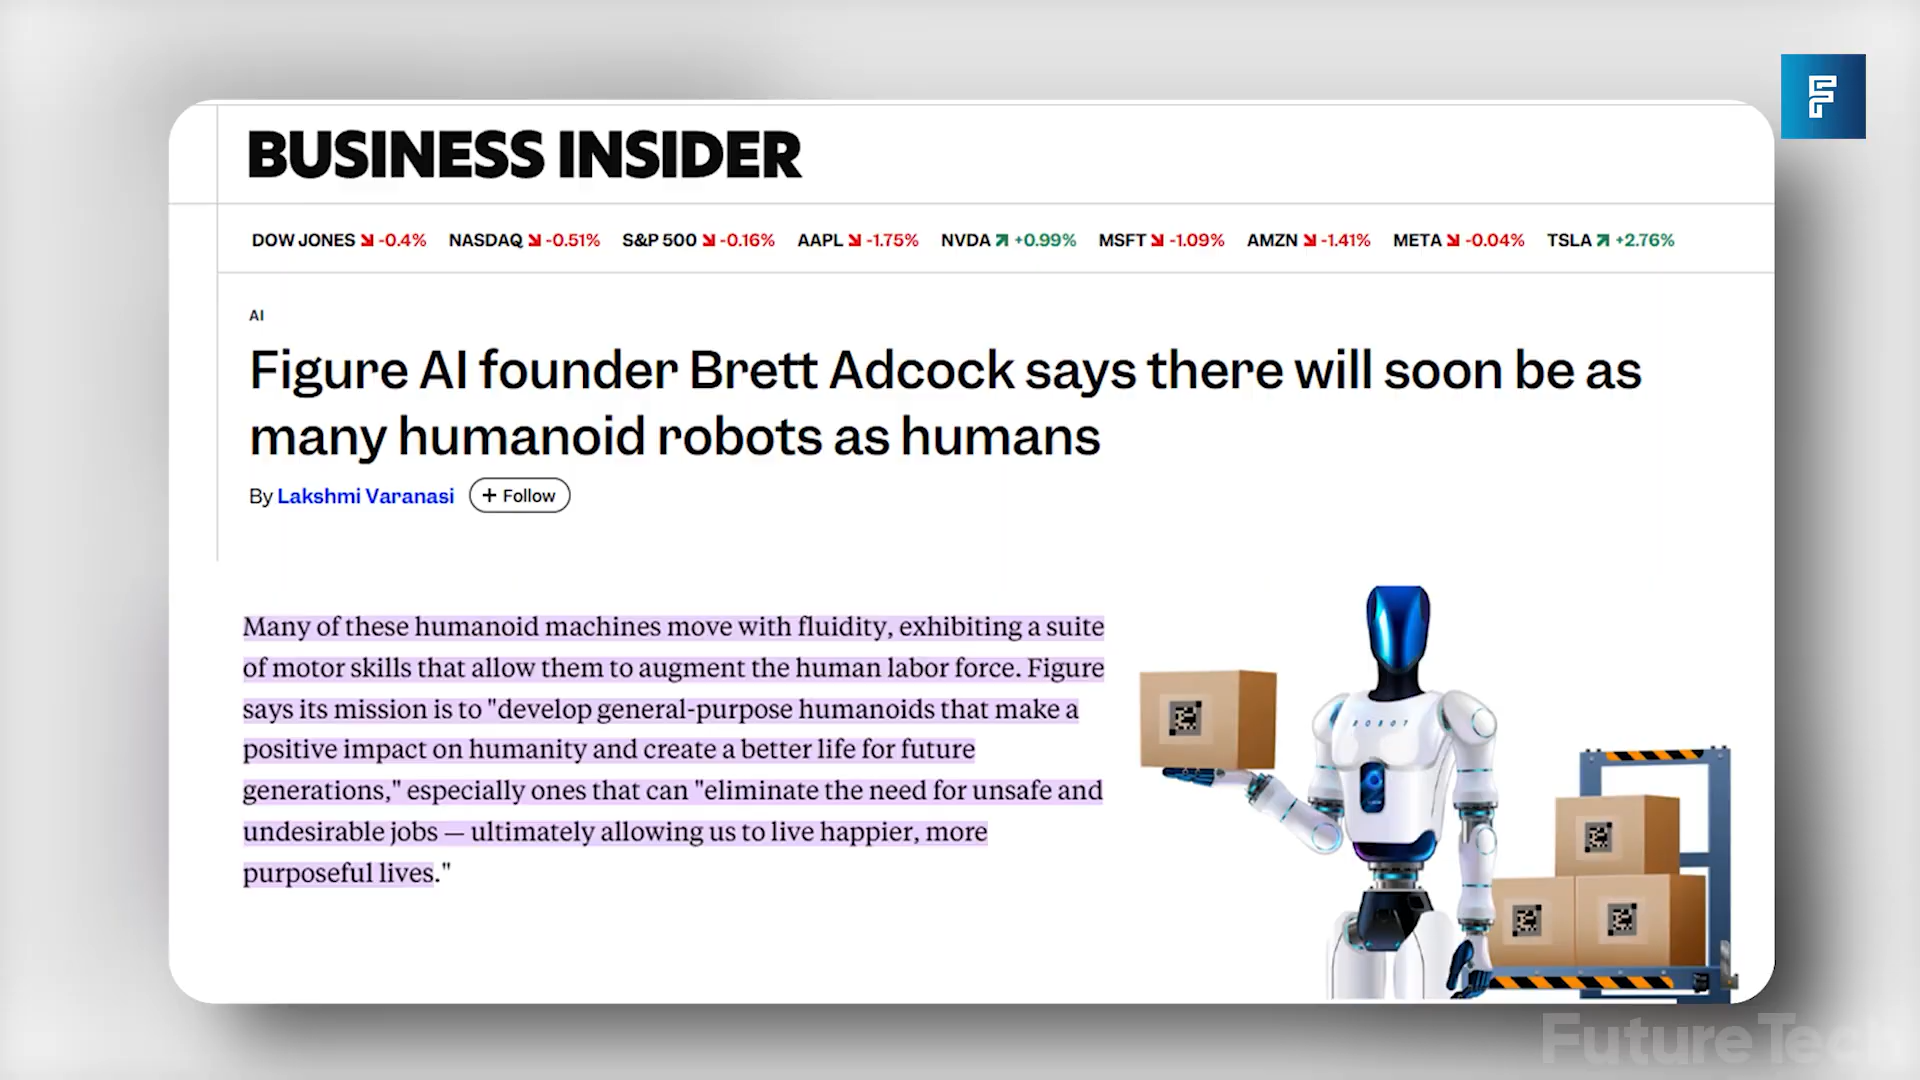 BUSINESS INSIDER
DOW JONES -0.4% NASDAQ -0.51% S&P 500 -0.16% AAPL -1.75% NVDA +0.99% MSFT -1.09% AMZN -1.41% META -0.04% TSLA +2.76%
AI
Figure AI founder Brett Adcock says there will soon be as
many humanoid robots as humans
By Lakshmi Varanasi + Follow
Many of these humanoid machines move with fluidity, exhibiting a suite
of motor skills that allow them to augment the human labor force. Figure
says its mission is to "develop general-purpose humanoids that make a
positive impact on humanity and create a better life for future
generations," especially ones that can "eliminate the need for unsafe and
undesirable jobs — ultimately allowing us to live happier, more
purposeful lives."
ROBOT
FutureTech